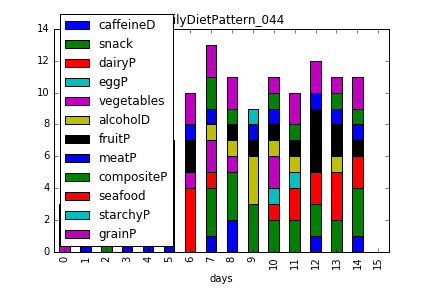 ilyDietPattern_044
caffeineD
snack
dairyP
eggP
vegetables
alcoholD
fruitP
meatP
compositeP
seafood
starchyP
grainP
14
12
10
8
6
4
2
0
0 1 2 3 4 5 6 7 8 9 10 11 12 13 14 15
days